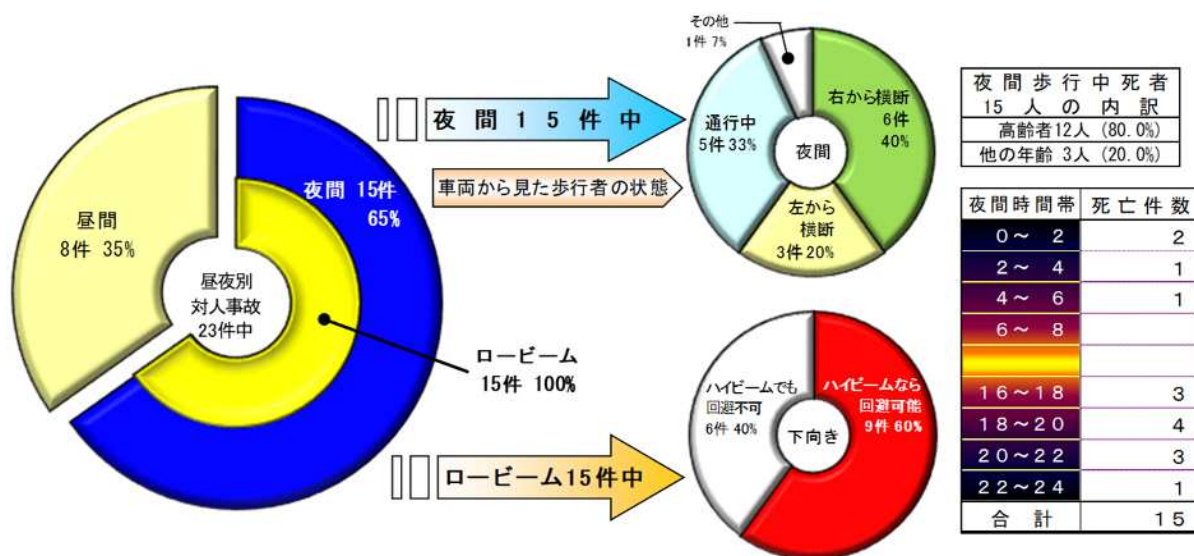 昼間
8件 35%
夜間 15件
65%
昼夜別
対人事故
23件中
ロービーム
15件 100%
夜間15件中
車両から見た歩行者の状態
ロービーム15件中
その他
1件 7%
右から横断
6件
40%
通行中
5件 33%
夜間
左から
横断
3件 20%
ハイビームでも
回避不可
6件 40%
ハイビームなら
回避可能
9件 60%
下向き
夜間歩行中死者
15人の内訳
高齢者12人 (80.0%)
他の年齢 3人 (20.0%)
夜間時間帯 死亡件数
0～ 2 2
2～ 4 1
4～ 6 1
6～ 8
16～18 3
18～20 4
20～22 3
22～24 1
合計 15